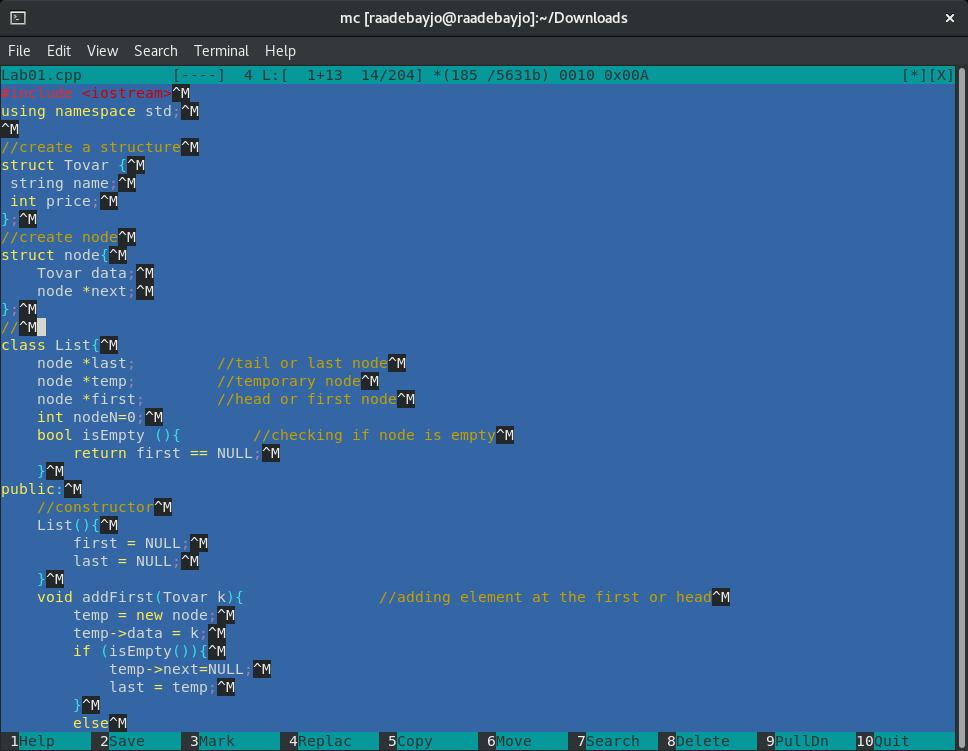 mc [raadebayjo@raadebayjo]:~/Downloads
File Edit View Search Terminal Help
Lab01.cpp          [----]  4 L:[  1+13  14/204] *(185 /5631b) 0010 0x00A                            [*][X]
#include <iostream>^M
using namespace std;^M
^M
//create a structure^M
struct Tovar {^M
 string name;^M
 int price;^M
};^M
//create node^M
struct node{^M
    Tovar data;^M
    node *next;^M
};^M
//^M
class List{^M
    node *last;         //tail or last node^M
    node *temp;         //temporary node^M
    node *first;        //head or first node^M
    int nodeN=0;^M
    bool isEmpty (){        //checking if node is empty^M
        return first == NULL;^M
    }^M
public:^M
    //constructor^M
    List(){^M
        first = NULL;^M
        last = NULL;^M
    }^M
    void addFirst(Tovar k){               //adding element at the first or head^M
        temp = new node;^M
        temp->data = k;^M
        if (isEmpty()){^M
            temp->next=NULL;^M
            last = temp;^M
        }^M
        else^M
1Help 2Save 3Mark 4Replac 5Copy 6Move 7Search 8Delete 9PullDn 10Quit